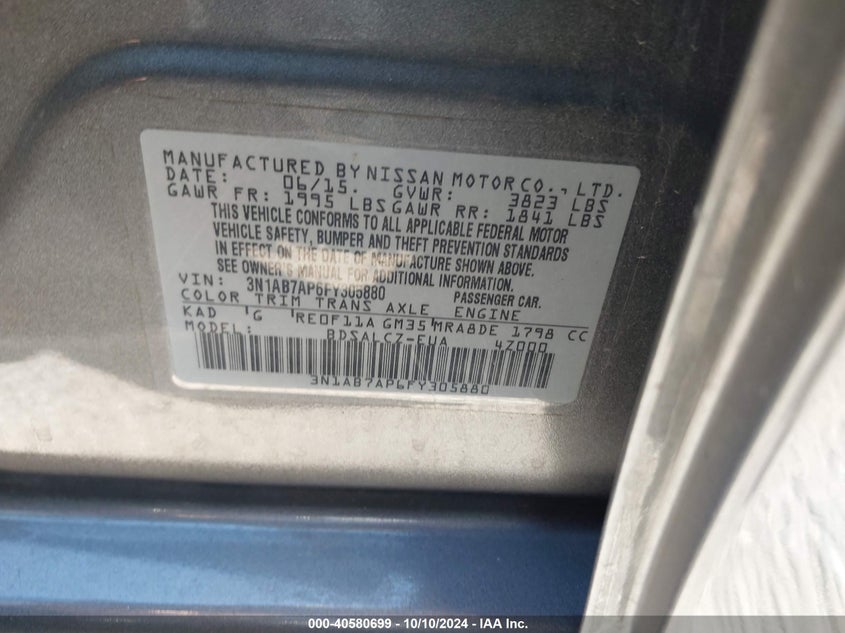 MANUFACTURED BY NISSAN MOTOR CO., LTD.
DATE: 06/15. GVWR: 3823 LBS
GAWR FR: 1995 LBS GAWR RR: 1841 LBS
THIS VEHICLE CONFORMS TO ALL APPLICABLE FEDERAL MOTOR
VEHICLE SAFETY, BUMPER AND THEFT PREVENTION STANDARDS
IN EFFECT ON THE DATE OF MANUFACTURE SHOWN ABOVE.
SEE OWNER'S MANUAL FOR ADDITIONAL INFORMATION.
VIN: 3N1AB7AP6FY305880 PASSENGER CAR.
COLOR TRIM TRANS AXLE ENGINE
KAD G RE0F11A GM35 MRA8DE 1798 CC
MODEL: BDSALCZ-EUA 4Z000
3N1AB7AP6FY305880
000-40580699 - 10/10/2024 - IAA Inc.